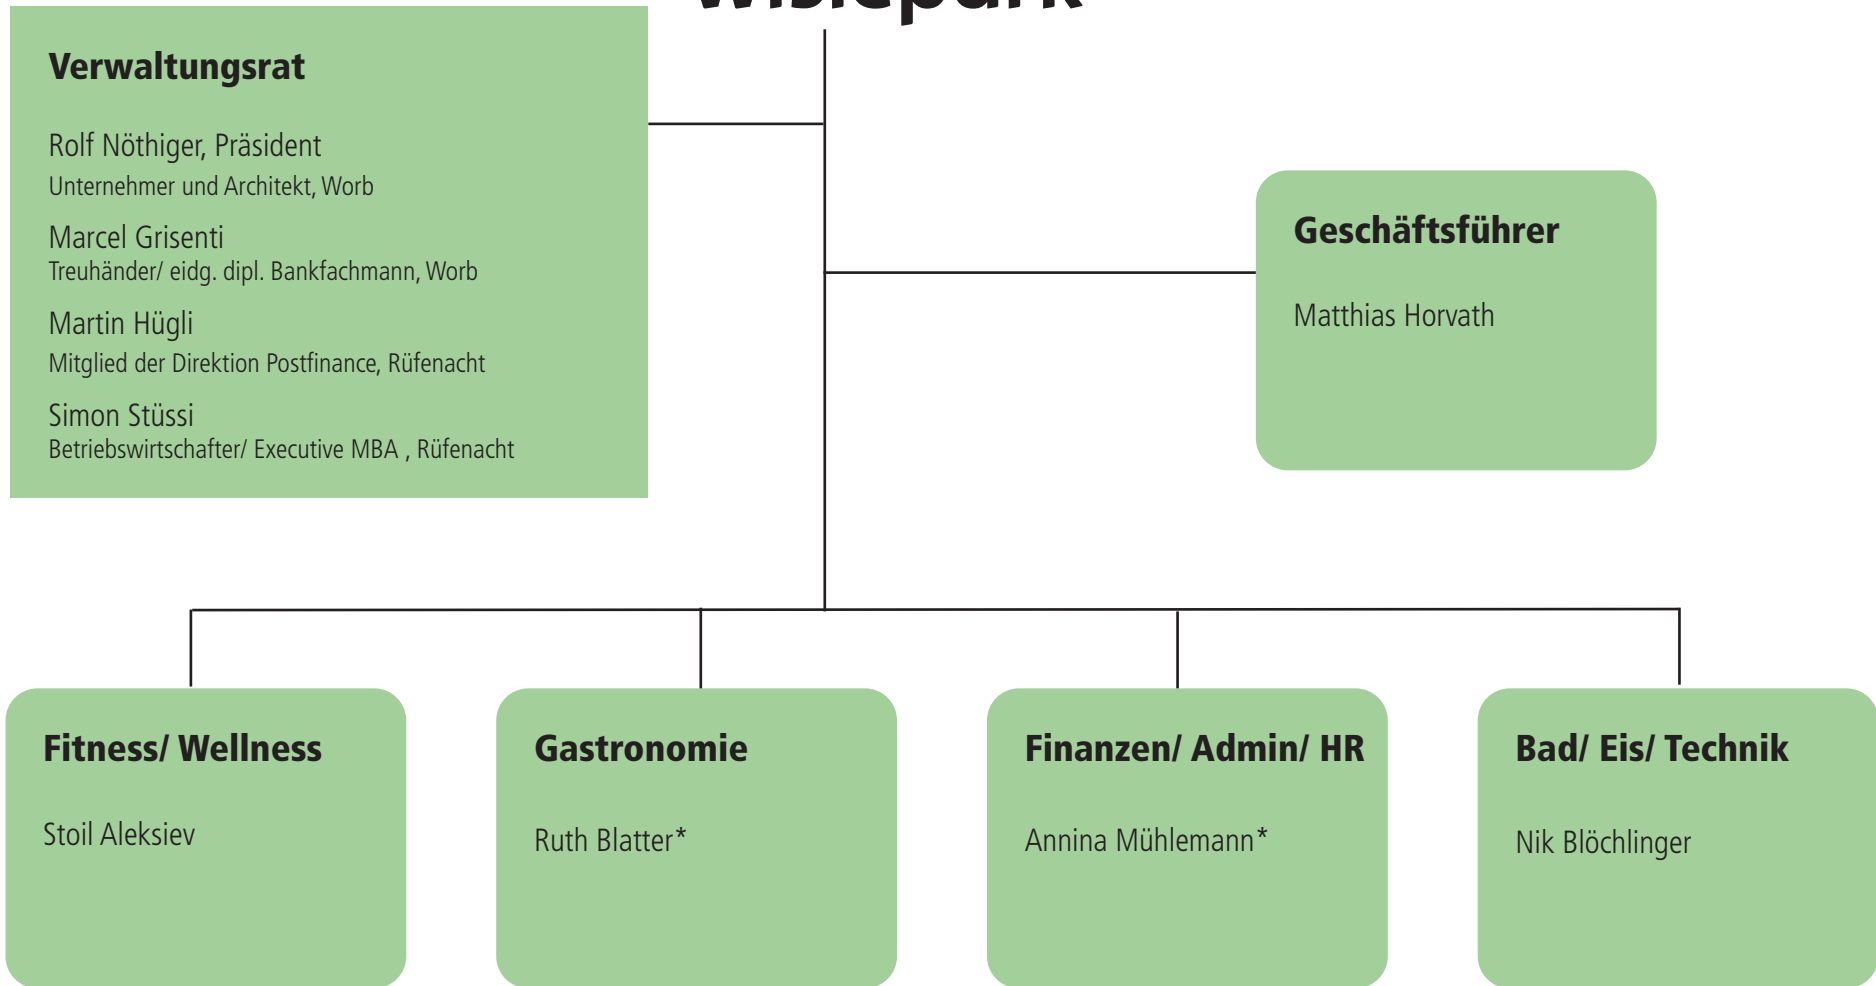 wislepark
Verwaltungsrat
Rolf Nöthiger, Präsident
Unternehmer und Architekt, Worb
Marcel Grisenti
Treuhänder/ eidg. dipl. Bankfachmann, Worb
Martin Hügli
Mitglied der Direktion Postfinance, Rüfenacht
Simon Stüssi
Betriebswirtschafter/ Executive MBA , Rüfenacht
Geschäftsführer
Matthias Horvath
Fitness/ Wellness
Stoil Aleksiev
Gastronomie
Ruth Blatter*
Finanzen/ Admin/ HR
Annina Mühlemann*
Bad/ Eis/ Technik
Nik Blöchlinger